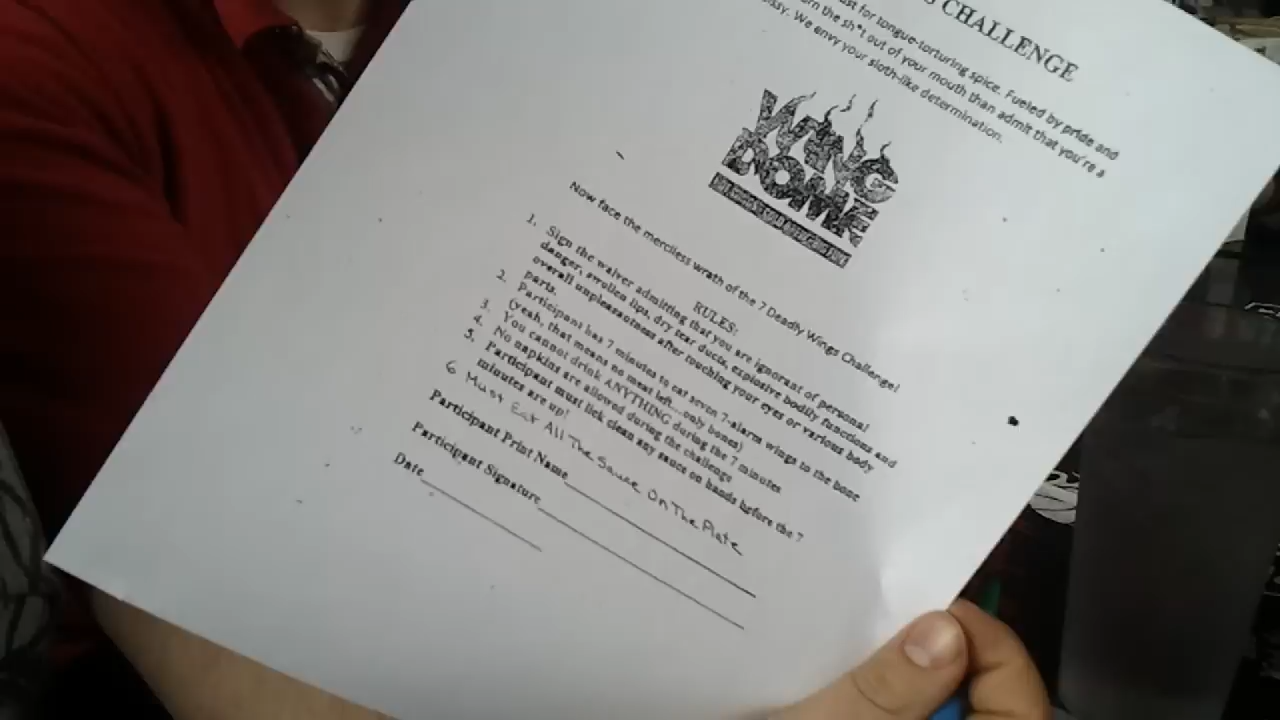 S CHALLENGE
ust for tongue-torturing spice. Fueled by pride and
rn the sh*t out of your mouth than admit that you're a
issy. We envy your sloth-like determination.
WING
DOME
Now face the merciless wrath of the 7 Deadly Wings Challenge!
RULES:
1. Sign the waiver admitting that you are ignorant of personal
danger, swollen lips, dry tear ducts, explosive bodily functions and
overall unpleasantness after touching your eyes or various body
parts.
2. Participans has 7 minutes to eat seven 7-alarm wings to the bone
(yeah, that means no meat left...only bones)
3. You cannot drink ANYTHING during the 7 minutes
4. No napkins are allowed during the challenge
5. Participant must lick clean any sauce on hands before the 7
minutes are up!
6 Must Eat All The Sauce On The Plate
Participant Print Name
Participant Signature
Date